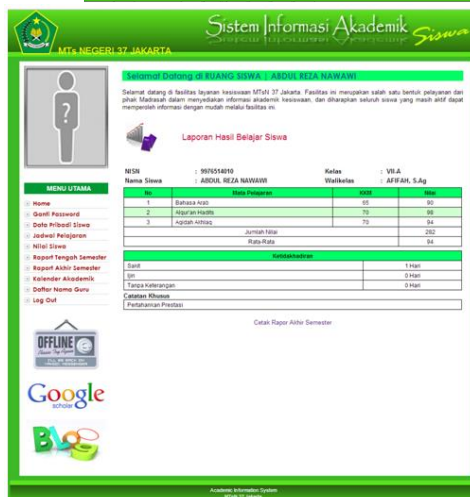 Sistem Informasi Akademik Siswa
MTs NEGERI 37 JAKARTA
Selamat Datang di RUANG SISWA | ABDUL REZA NAWAWI
Selamat datang di fasilitas layanan kesiswaan MTsN 37 Jakarta. Fasilitas ini merupakan salah satu bentuk pelayanan dari
pihak Madrasah dalam menyediakan informasi akademik kesiswaan, dan diharapkan seluruh siswa yang masih aktif dapat
memperoleh informasi dengan mudah melalui fasilitas ini.
Laporan Hasil Belajar Siswa
NISN : 9976514010 Kelas : VII-A
Nama Siswa : ABDUL REZA NAWAWI Walikelas : AFIFAH, S.Ag
No Mata Pelajaran KKM Nilai
1 Bahasa Arab 65 90
2 Alqur'an Hadits 70 98
3 Aqidah Akhlaq 70 94
Jumlah Nilai 282
Rata-Rata 94
Ketidakhadiran
Sakit 1 Hari
Ijin 0 Hari
Tanpa Keterangan 0 Hari
Catatan Khusus
Pertahankan Prestasi
Cetak Rapor Akhir Semester
MENU UTAMA
Home
Ganti Password
Data Pribadi Siswa
Jadwal Pelajaran
Nilai Siswa
Raport Tengah Semester
Raport Akhir Semester
Kalender Akademik
Daftar Nama Guru
Log Out
OFFLINE
Google
scholar
BLOG
Academic Information System
MTsN 37 Jakarta